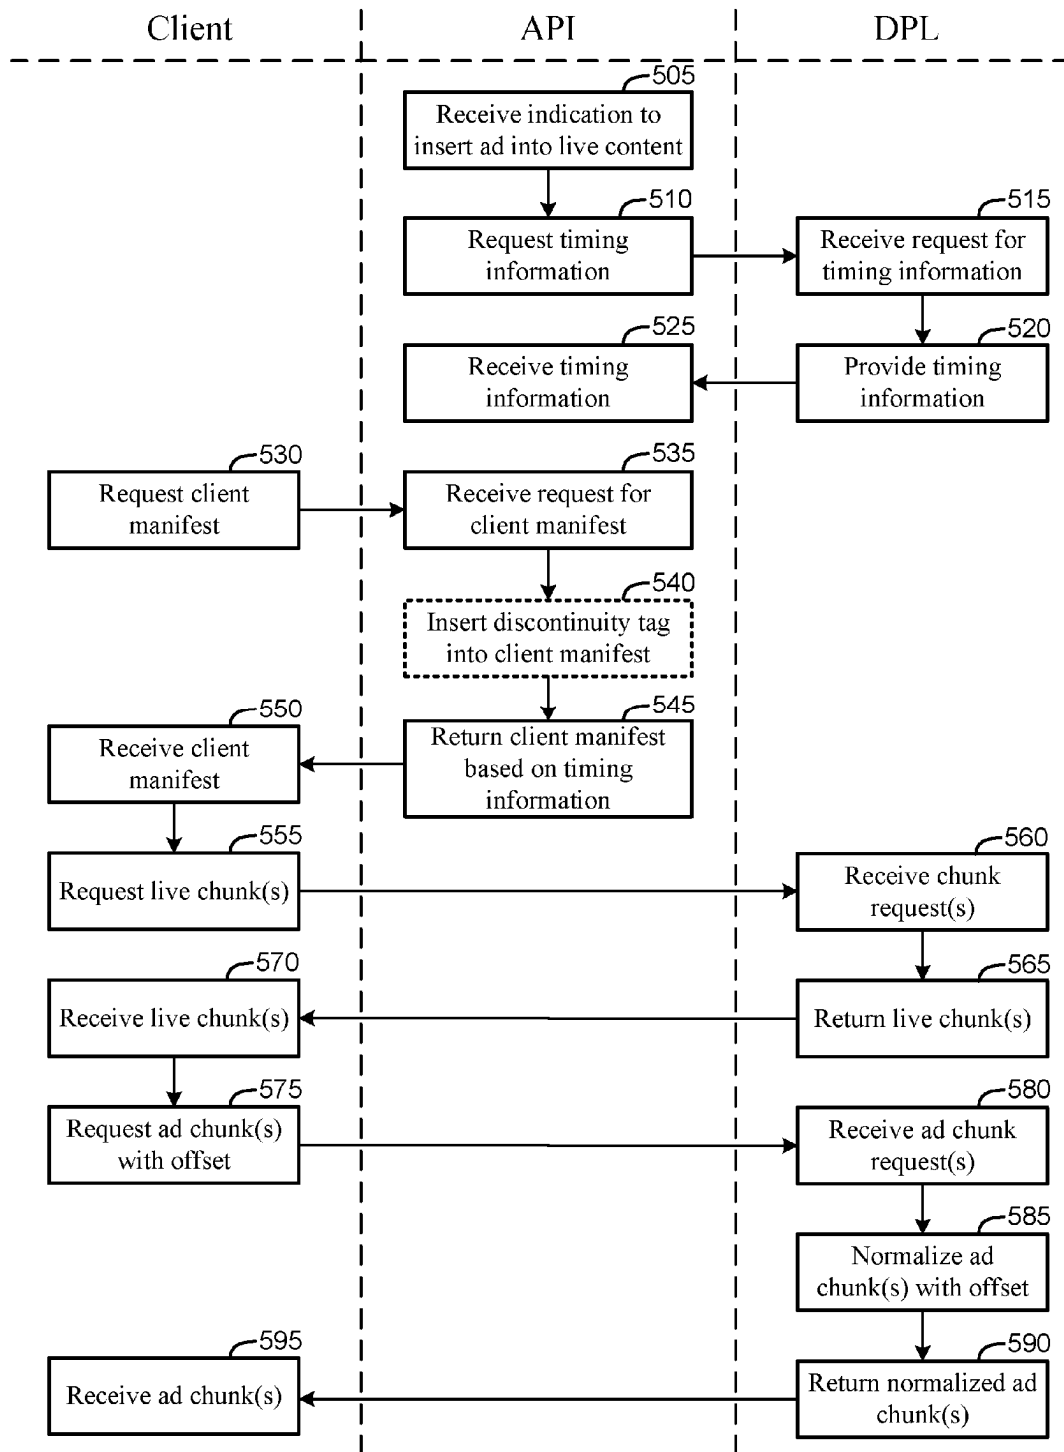 Client
API
DPL
505
Receive indication to
insert ad into live content
510
Request timing
information
515
Receive request for
timing information
525
Receive timing
information
520
Provide timing
information
530
Request client
manifest
535
Receive request for
client manifest
540
Insert discontinuity tag
into client manifest
550
Receive client
manifest
545
Return client manifest
based on timing
information
555
Request live chunk(s)
560
Receive chunk
request(s)
570
Receive live chunk(s)
565
Return live chunk(s)
575
Request ad chunk(s)
with offset
580
Receive ad chunk
request(s)
585
Normalize ad
chunk(s) with offset
595
Receive ad chunk(s)
590
Return normalized ad
chunk(s)